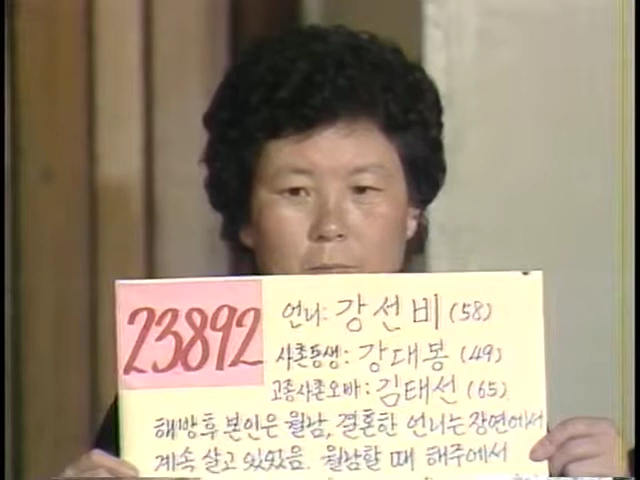 23892
언니: 강선비 (58)
사촌동생: 강대봉 (49)
고종사촌오바: 김태선 (65)
해방후 본인은 월남, 결혼한 언니는 장연에서
계속 살고 있었음. 월남할 때 해주에서